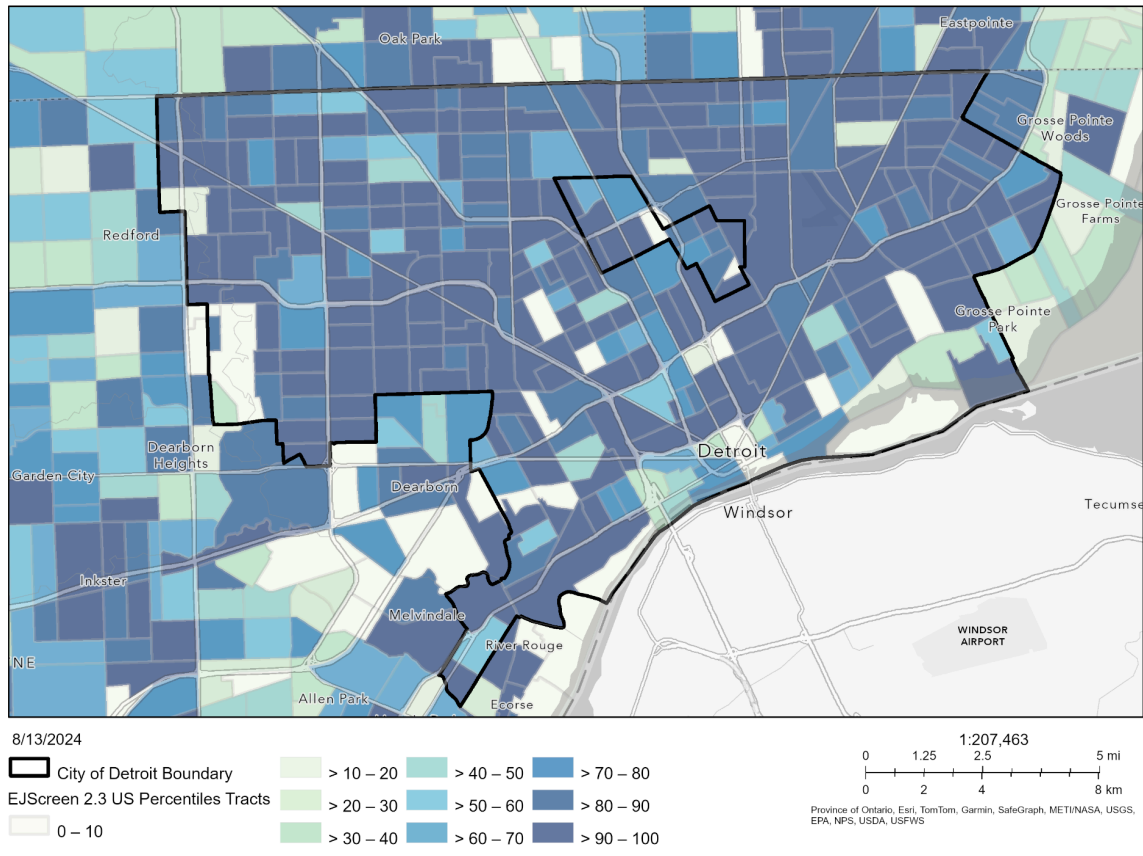 Oak Park
Eastpointe
Grosse Pointe
Woods
Grosse Pointe
Farms
Redford
Grosse Pointe
Park
Dearborn
Heights
Garden City
Detroit
Dearborn
Windsor
Tecumse
Inkster
Melvindale
River Rouge
WINDSOR
AIRPORT
NE
Allen Park
Ecorse
8/13/2024
City of Detroit Boundary
EJScreen 2.3 US Percentiles Tracts
0 – 10
> 10 – 20
> 20 – 30
> 30 – 40
> 40 – 50
> 50 – 60
> 60 – 70
> 70 – 80
> 80 – 90
> 90 – 100
1:207,463
0 1.25 2.5 5 mi
0 2 4 8 km
Province of Ontario, Esri, TomTom, Garmin, SafeGraph, METI/NASA, USGS,
EPA, NPS, USDA, USFWS